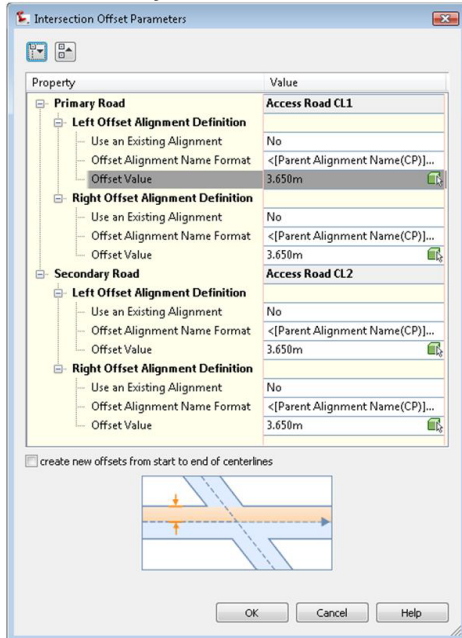 Intersection Offset Parameters
Property Value
Primary Road Access Road CL1
Left Offset Alignment Definition
Use an Existing Alignment No
Offset Alignment Name Format <[Parent Alignment Name(CP)]...
Offset Value 3.650m
Right Offset Alignment Definition
Use an Existing Alignment No
Offset Alignment Name Format <[Parent Alignment Name(CP)]...
Offset Value 3.650m
Secondary Road Access Road CL2
Left Offset Alignment Definition
Use an Existing Alignment No
Offset Alignment Name Format <[Parent Alignment Name(CP)]...
Offset Value 3.650m
Right Offset Alignment Definition
Use an Existing Alignment No
Offset Alignment Name Format <[Parent Alignment Name(CP)]...
Offset Value 3.650m
create new offsets from start to end of centerlines
OK Cancel Help